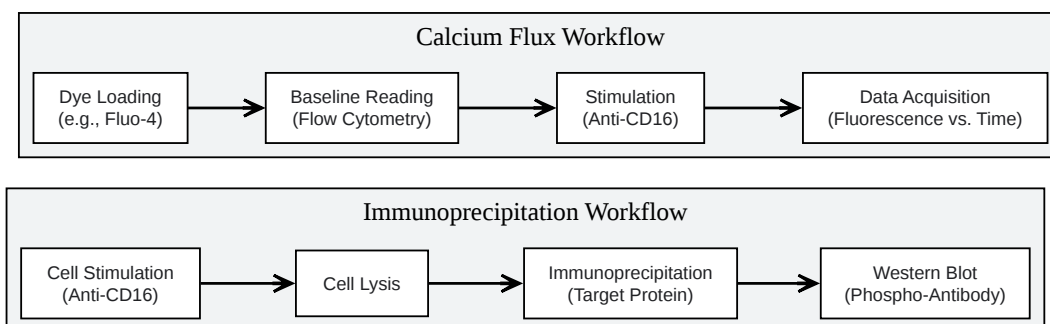 Calcium Flux Workflow
Dye Loading
(e.g., Fluo-4)
Baseline Reading
(Flow Cytometry)
Stimulation
(Anti-CD16)
Data Acquisition
(Fluorescence vs. Time)
Immunoprecipitation Workflow
Cell Stimulation
(Anti-CD16)
Cell Lysis
Immunoprecipitation
(Target Protein)
Western Blot
(Phospho-Antibody)